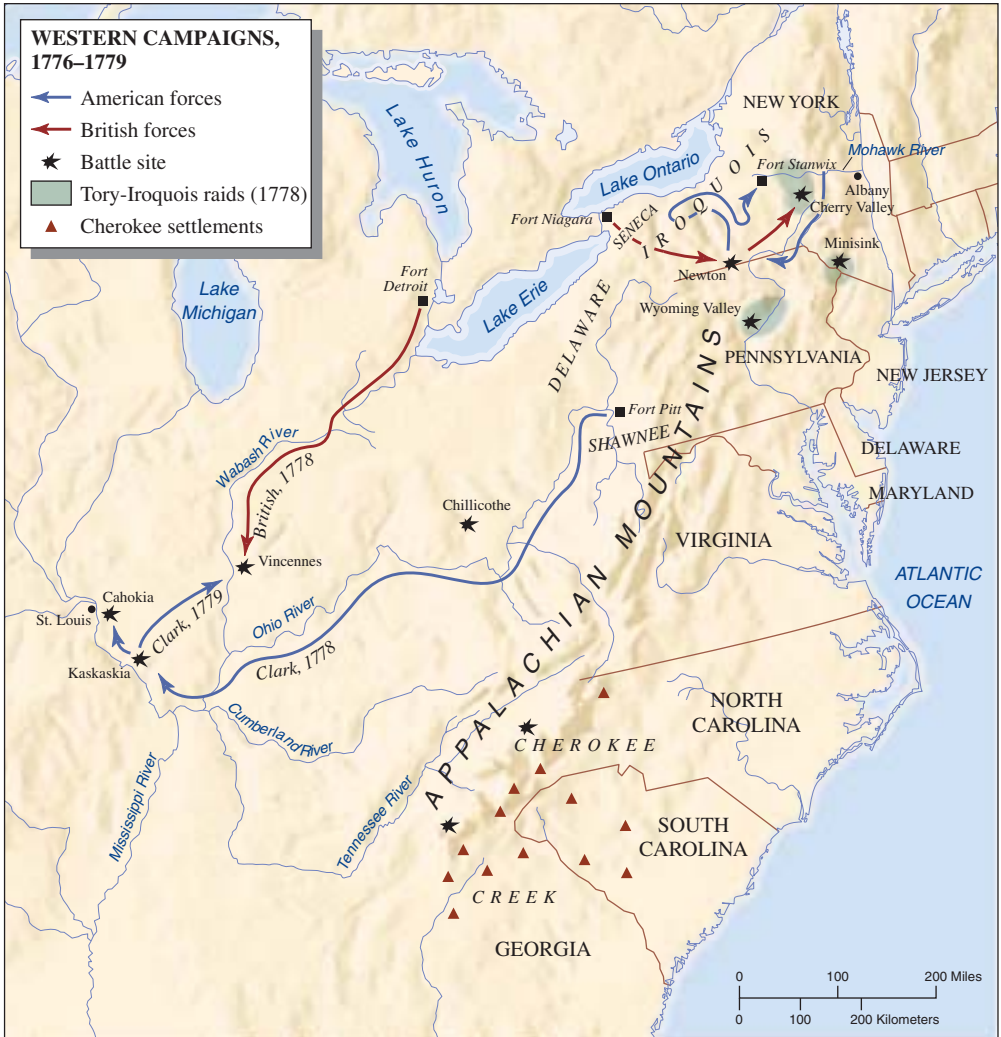 WESTERN CAMPAIGNS,
1776–1779
American forces
British forces
Battle site
Tory-Iroquois raids (1778)
Cherokee settlements
Lake Huron
Lake
Michigan
Lake Ontario
Lake Erie
NEW YORK
Mohawk River
Fort Stanwix
Albany
Cherry Valley
IROQUOIS
SENECA
Fort Niagara
Newton
Minisink
Wyoming Valley
Fort
Detroit
DELAWARE
PENNSYLVANIA
NEW JERSEY
Fort Pitt
SHAWNEE
DELAWARE
MARYLAND
Wabash River
British, 1778
Chillicothe
VIRGINIA
Vincennes
ATLANTIC
OCEAN
Cahokia
St. Louis
Clark, 1779
Ohio River
Kaskaskia
Clark, 1778
APPALACHIAN MOUNTAINS
NORTH
CAROLINA
Cumberland River
CHEROKEE
Mississippi River
Tennessee River
SOUTH
CAROLINA
CREEK
GEORGIA
0 100 200 Miles
0 100 200 Kilometers